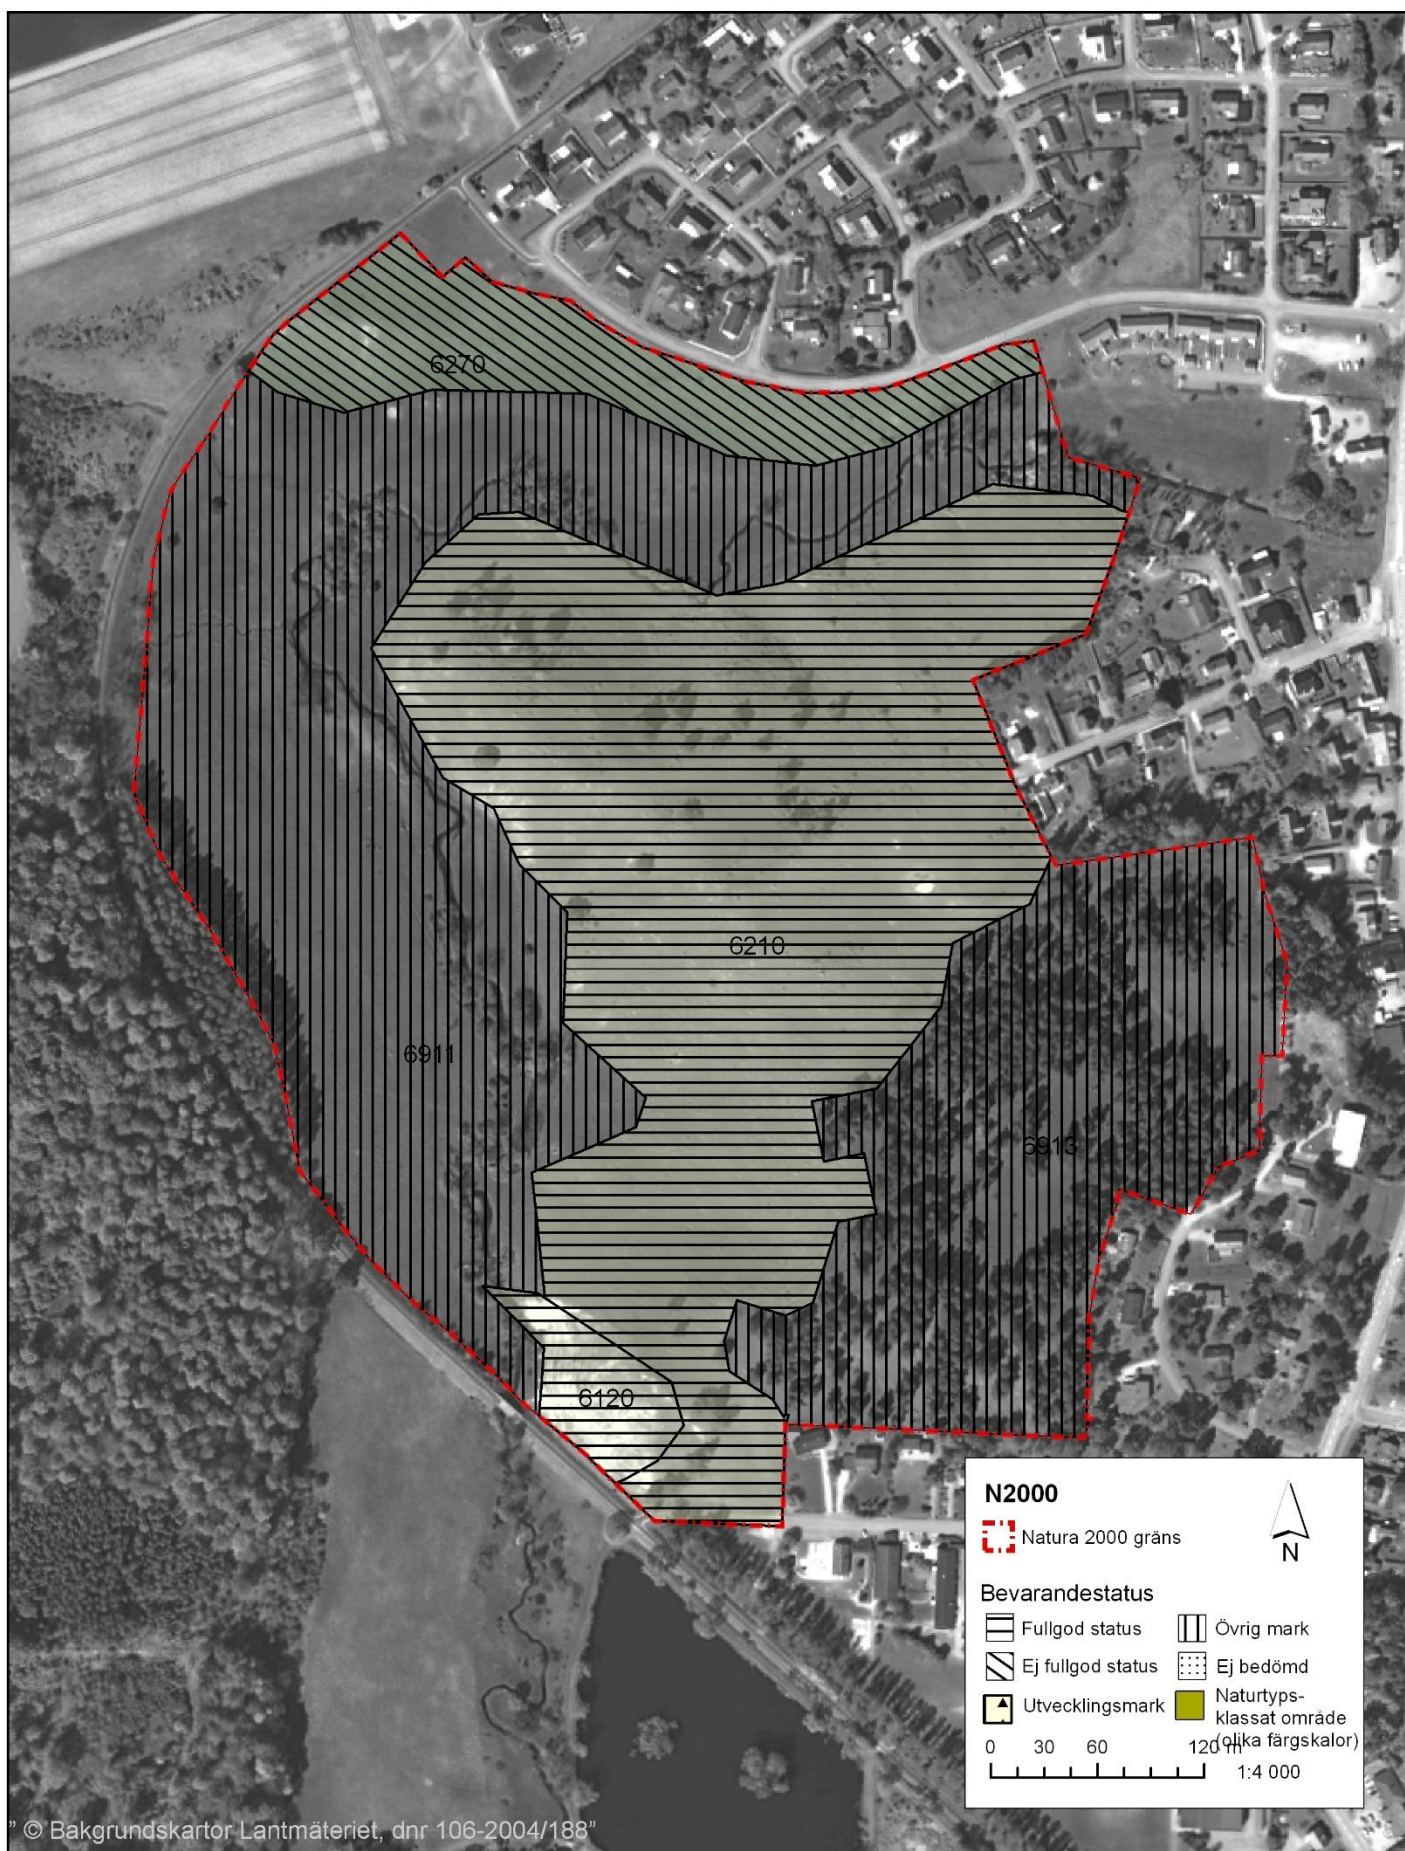 6270
6210
6911
6913
6120
N2000
Natura 2000 gräns
N
Bevarandestatus
Fullgod status
Övrig mark
Ej fullgod status
Ej bedömd
Utvecklingsmark
Naturtyps-
klassat område
(olika färgskalor)
0 30 60 120 m
1:4 000
" © Bakgrundskartor Lantmäteriet, dnr 106-2004/188"